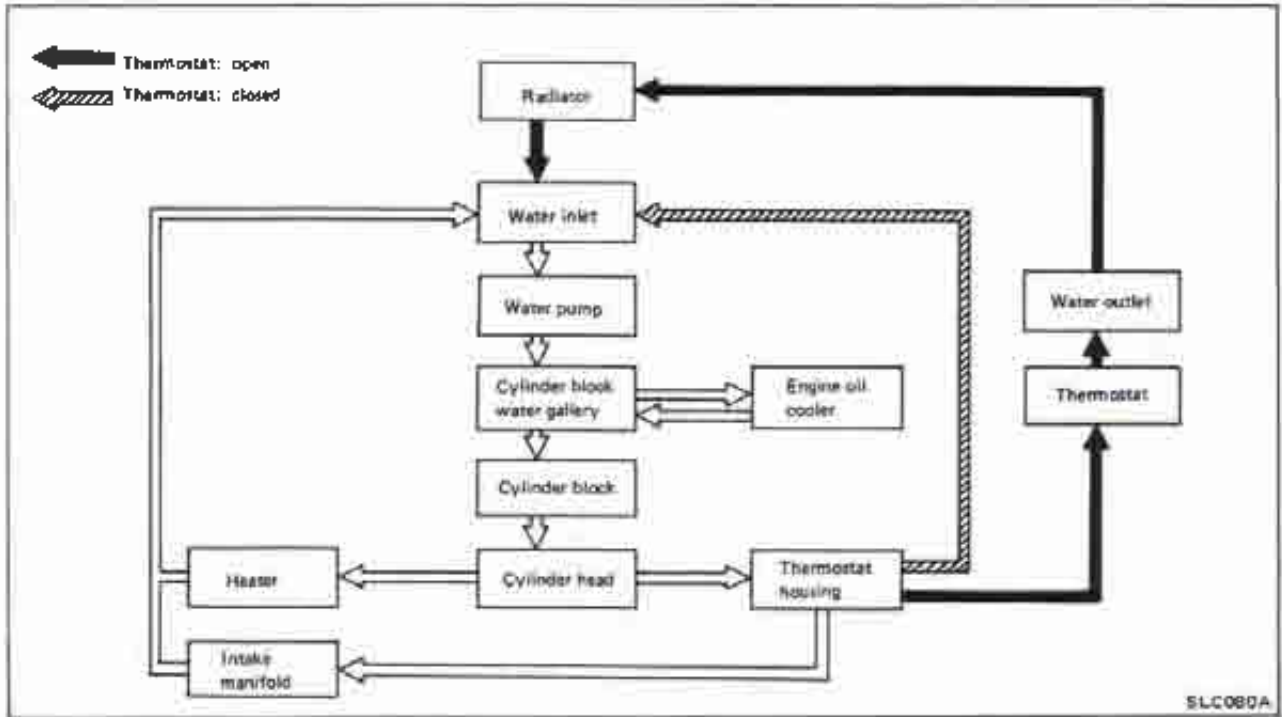 Thermostat: open
Thermostat: closed
Radiator
Water inlet
Water pump
Water outlet
Cylinder block
water gallery
Engine oil
cooler
Thermostat
Cylinder block
Heater
Cylinder head
Thermostat
housing
Intake
manifold
SLC080A